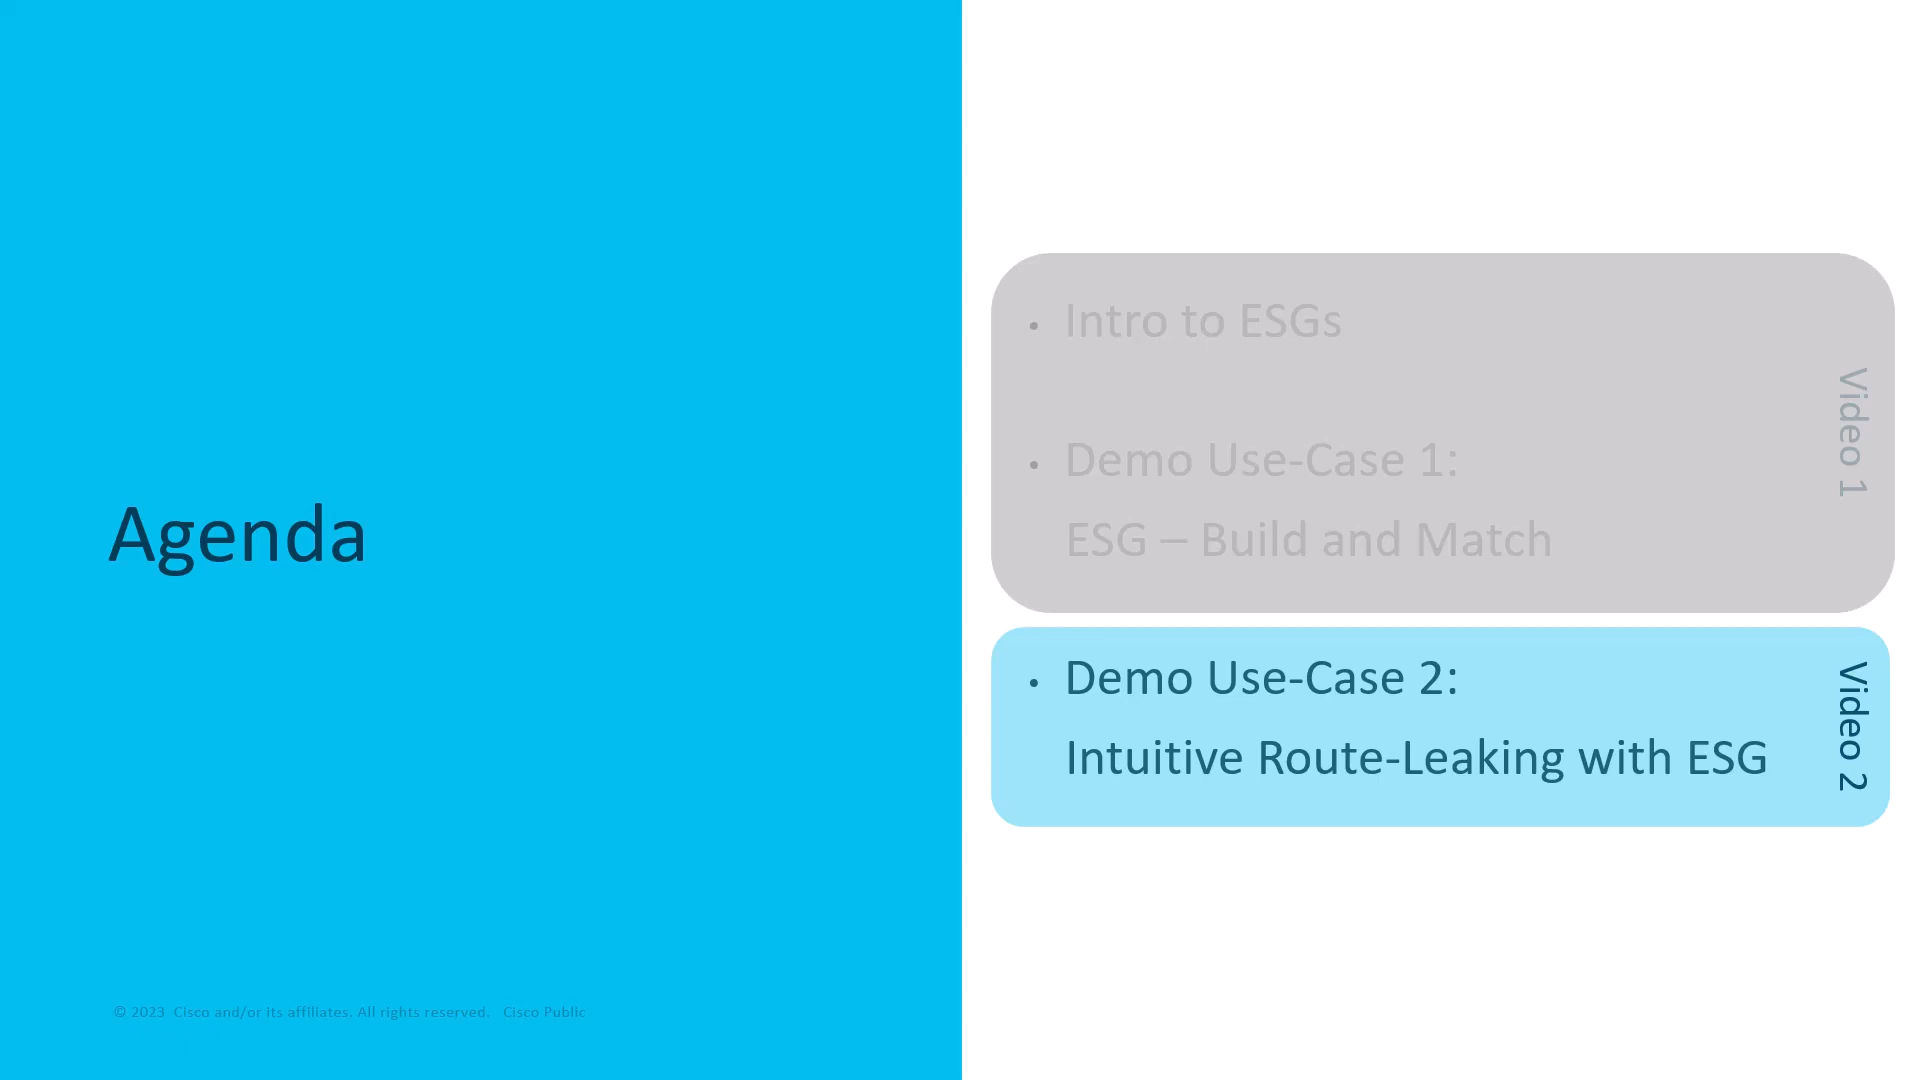 Agenda
• Intro to ESGs
• Demo Use-Case 1:
ESG – Build and Match
Video 1
• Demo Use-Case 2:
Intuitive Route-Leaking with ESG
Video 2
© 2023 Cisco and/or its affiliates. All rights reserved. Cisco Public